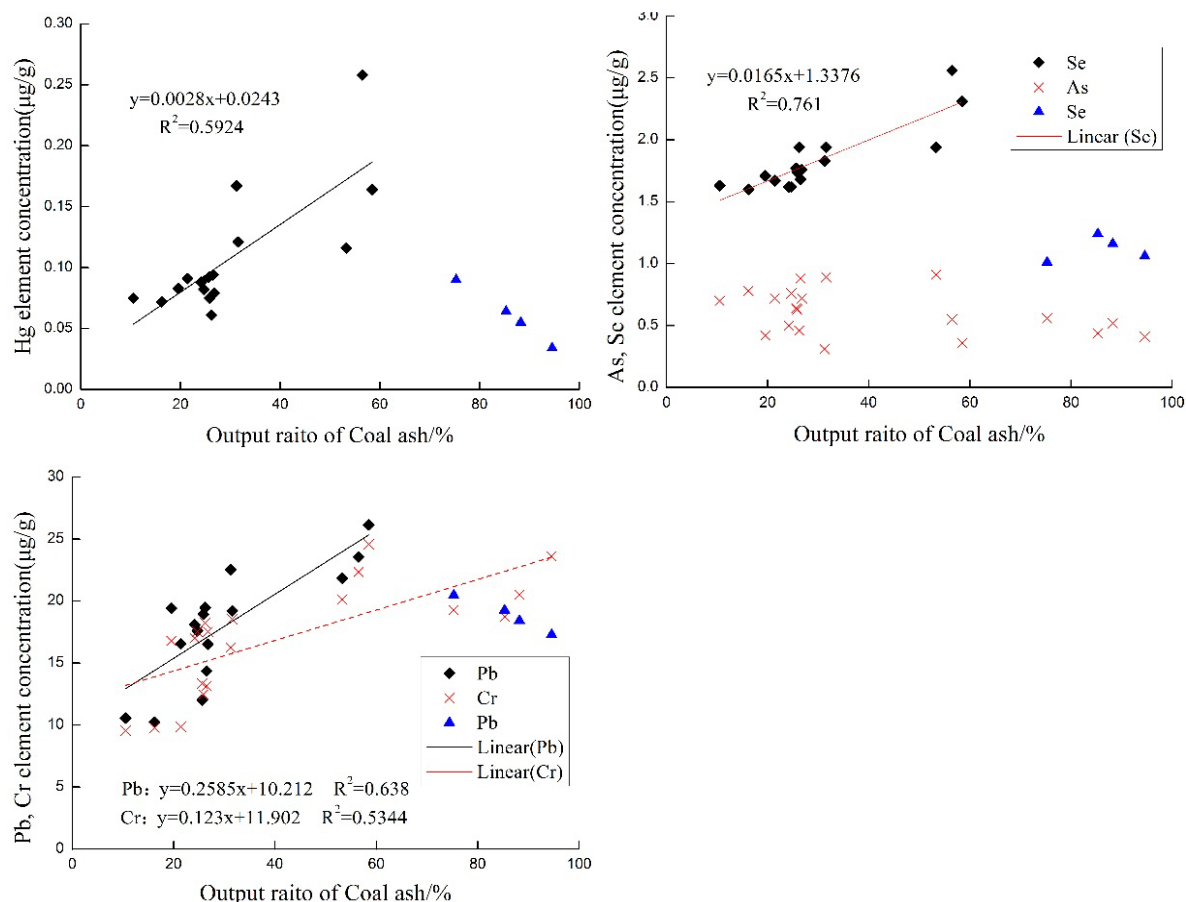 0.30
0.25
0.20
0.15
0.10
0.05
0.00
Hg element concentration(μg/g)
y=0.0028x+0.0243
R²=0.5924
0 20 40 60 80 100
Output raito of Coal ash/%
3.0
2.5
2.0
1.5
1.0
0.5
0.0
As, Se element concentration(μg/g)
y=0.0165x+1.3376
R²=0.761
Se
As
Se
Linear (Se)
0 20 40 60 80 100
Output raito of Coal ash/%
30
25
20
15
10
5
0
Pb, Cr element concentration(μg/g)
Pb
Cr
Pb
Linear(Pb)
Linear(Cr)
Pb: y=0.2585x+10.212 R²=0.638
Cr: y=0.123x+11.902 R²=0.5344
0 20 40 60 80 100
Output raito of Coal ash/%